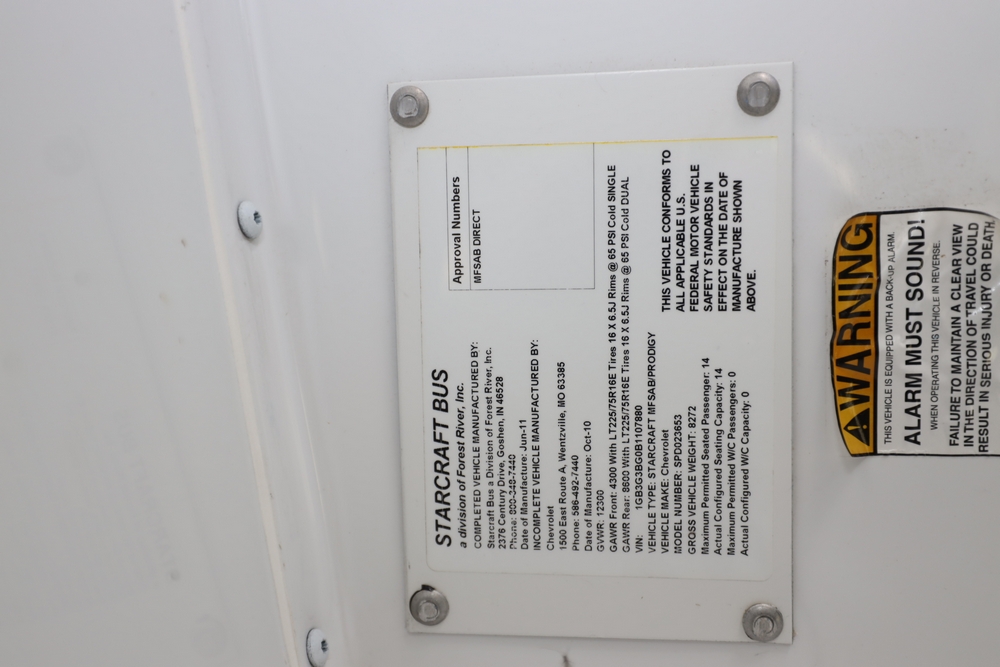 STARCRAFT BUS
a division of Forest River, Inc.
COMPLETED VEHICLE MANUFACTURED BY:
Starcraft Bus a Division of Forest River, Inc.
2376 Century Drive, Goshen, IN 46528
Phone: 800-348-7440
Date of Manufacture: Jun-11
INCOMPLETE VEHICLE MANUFACTURED BY:
Chevrolet
1500 East Route A, Wentzville, MO 63385
Phone: 586-492-7440
Date of Manufacture: Oct-10
GVWR: 12300
GAWR Front: 4300 With LT225/75R16E Tires 16 X 6.5J Rims @ 65 PSI Cold SINGLE
GAWR Rear: 8600 With LT225/75R16E Tires 16 X 6.5J Rims @ 65 PSI Cold DUAL
VIN: 1GB3G3BG0B1107880
VEHICLE TYPE: STARCRAFT MFSAB/PRODIGY
VEHICLE MAKE: Chevrolet
MODEL NUMBER: SPD023653
GROSS VEHICLE WEIGHT: 8272
Maximum Permitted Seated Passenger: 14
Actual Configured Seating Capacity: 14
Maximum Permitted W/C Passengers: 0
Actual Configured W/C Capacity: 0
Approval Numbers
MFSAB DIRECT
THIS VEHICLE CONFORMS TO
ALL APPLICABLE U.S.
FEDERAL MOTOR VEHICLE
SAFETY STANDARDS IN
EFFECT ON THE DATE OF
MANUFACTURE SHOWN
ABOVE.
WARNING
THIS VEHICLE IS EQUIPPED WITH A BACK-UP ALARM.
ALARM MUST SOUND!
WHEN OPERATING THIS VEHICLE IN REVERSE.
FAILURE TO MAINTAIN A CLEAR VIEW
IN THE DIRECTION OF TRAVEL COULD
RESULT IN SERIOUS INJURY OR DEATH.